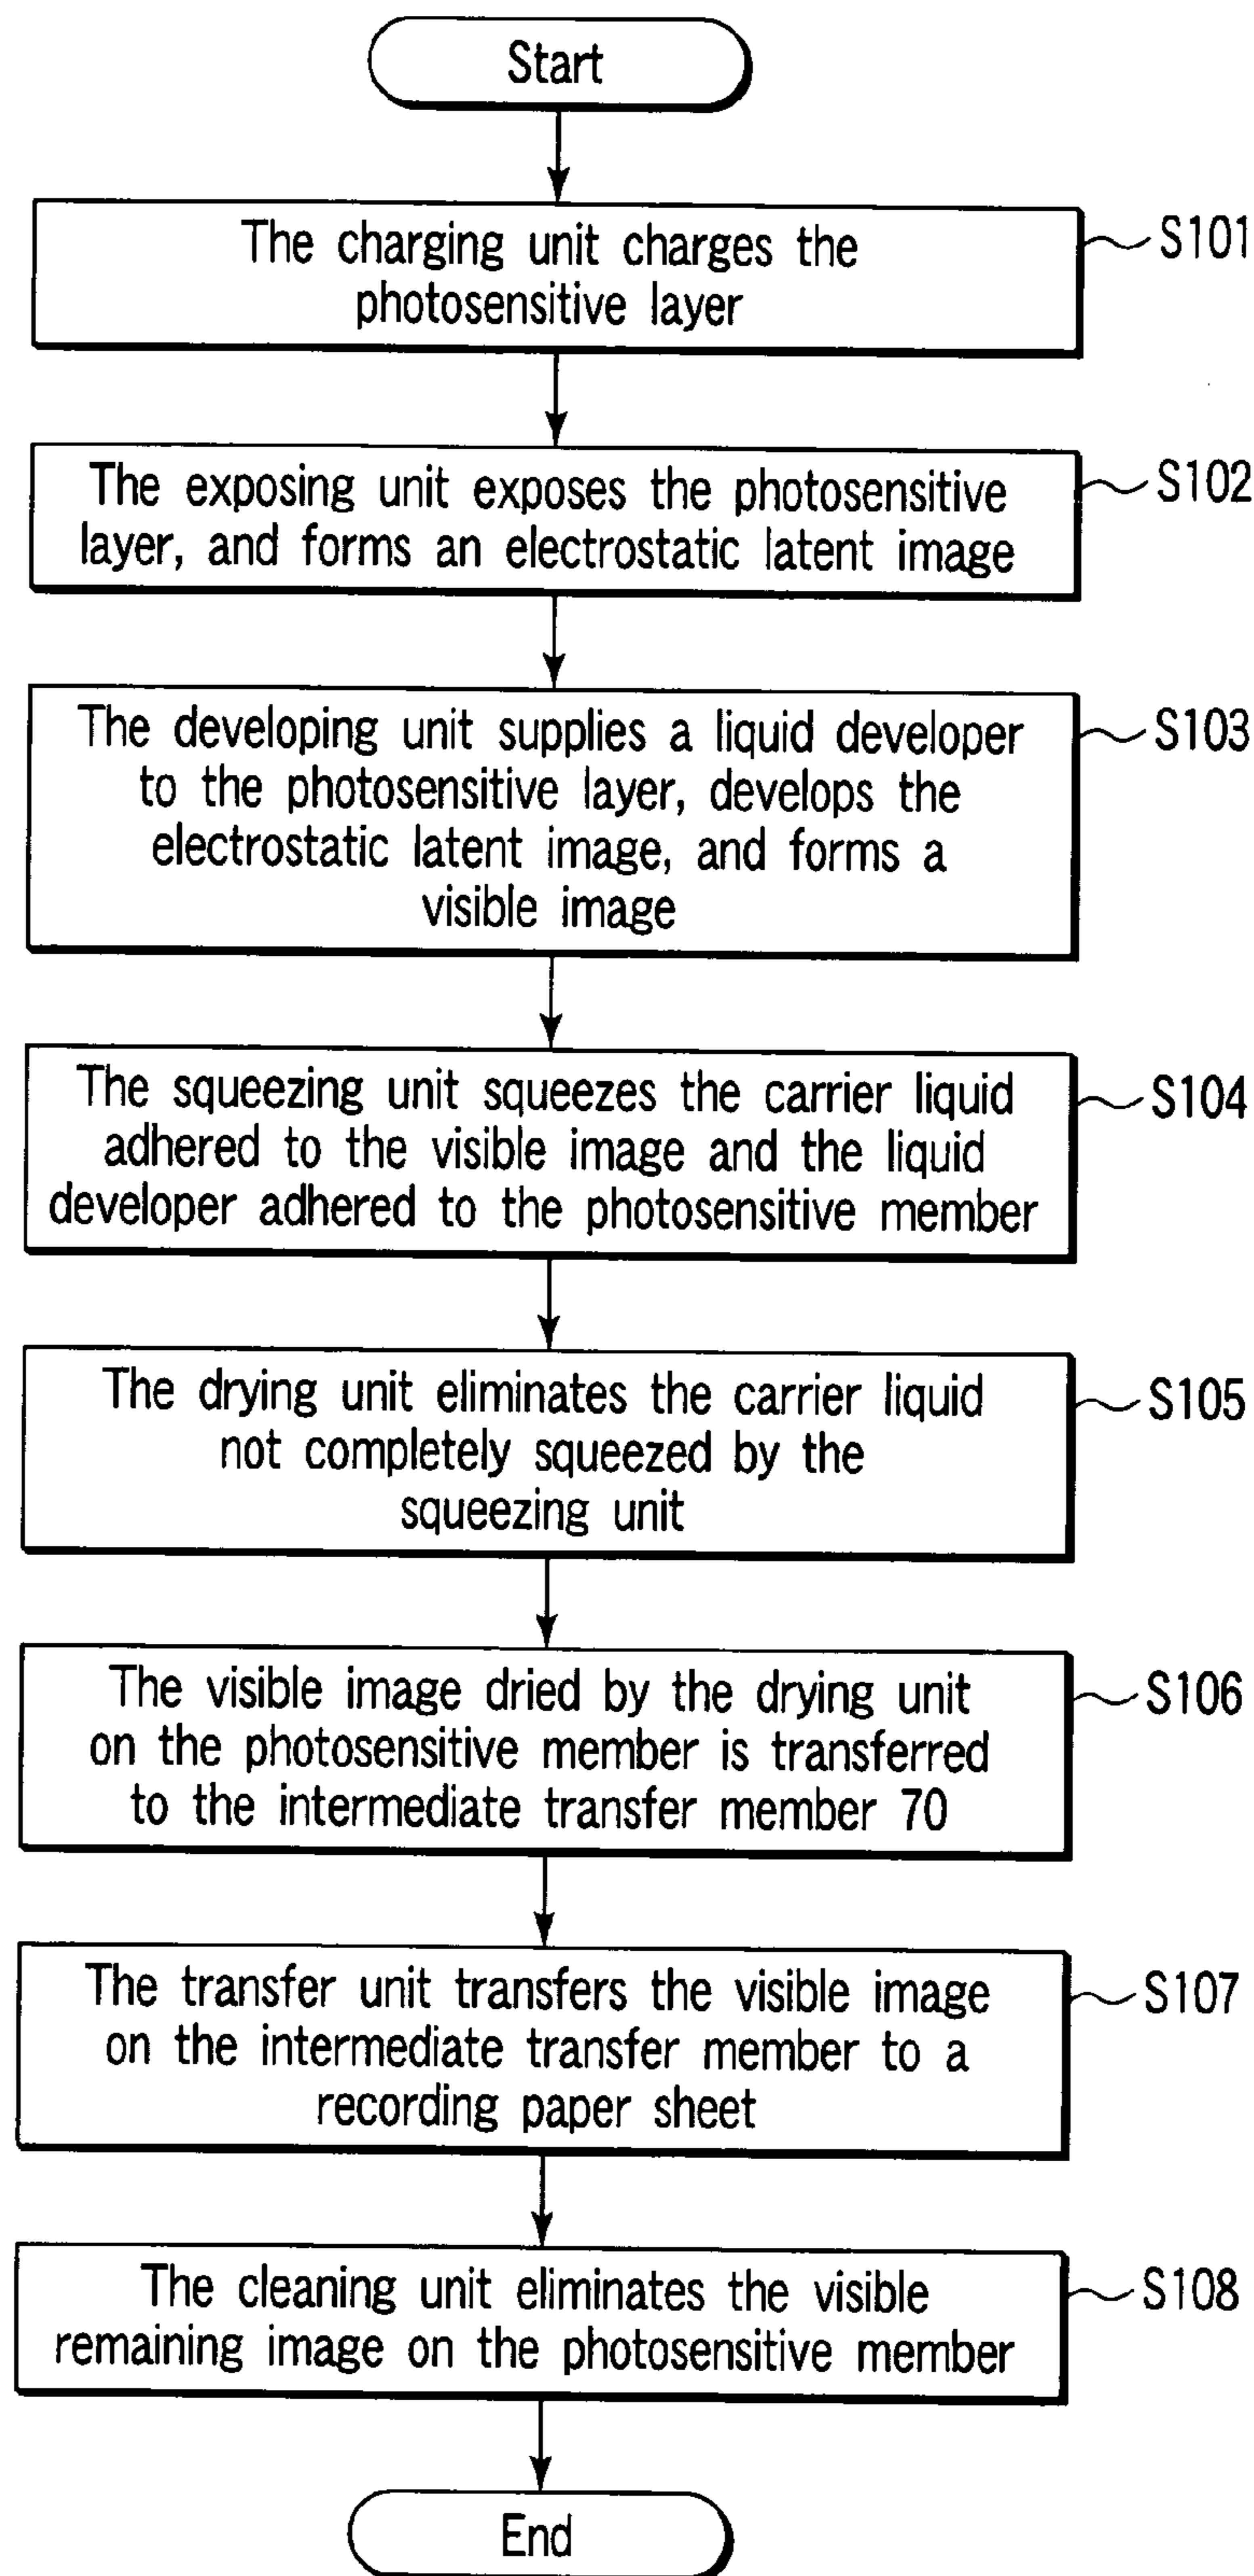 Start
The charging unit charges the
photosensitive layer
S101
The exposing unit exposes the photosensitive
layer, and forms an electrostatic latent image
S102
The developing unit supplies a liquid developer
to the photosensitive layer, develops the
electrostatic latent image, and forms a
visible image
S103
The squeezing unit squeezes the carrier liquid
adhered to the visible image and the liquid
developer adhered to the photosensitive member
S104
The drying unit eliminates the carrier liquid
not completely squeezed by the
squeezing unit
S105
The visible image dried by the drying unit
on the photosensitive member is transferred
to the intermediate transfer member 70
S106
The transfer unit transfers the visible image
on the intermediate transfer member to a
recording paper sheet
S107
The cleaning unit eliminates the visible
remaining image on the photosensitive member
S108
End